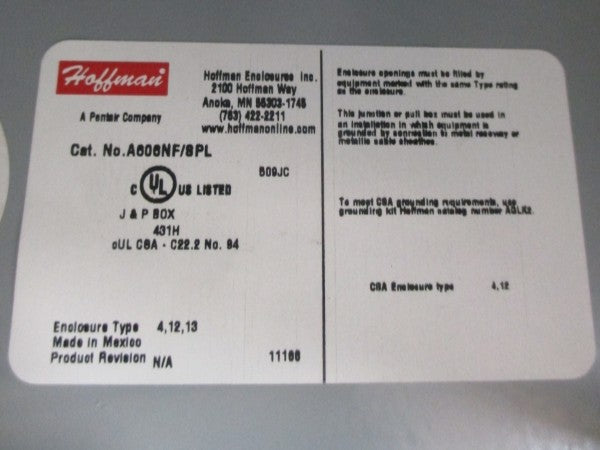 Hoffman
A Pentair Company
Hoffman Enclosures Inc.
2100 Hoffman Way
Anoka, MN 55303-1745
(763) 422-2211
www.hoffmanonline.com
Cat. No. A606NF/SPL
509JC
C UL US LISTED
J & P BOX
431H
cUL CSA - C22.2 No. 94
Enclosure Type 4,12,13
Made in Mexico
Product Revision N/A
11166
Enclosure openings must be filled by
equipment marked with the same Type rating
as the enclosure.
This junction or pull box must be used in
an installation in which equipment is
grounded by connection to metal raceway or
metallic cable sheathes.
To meet CSA grounding requirements, use
grounding kit Hoffman catalog number
CSA Enclosure type 4,12